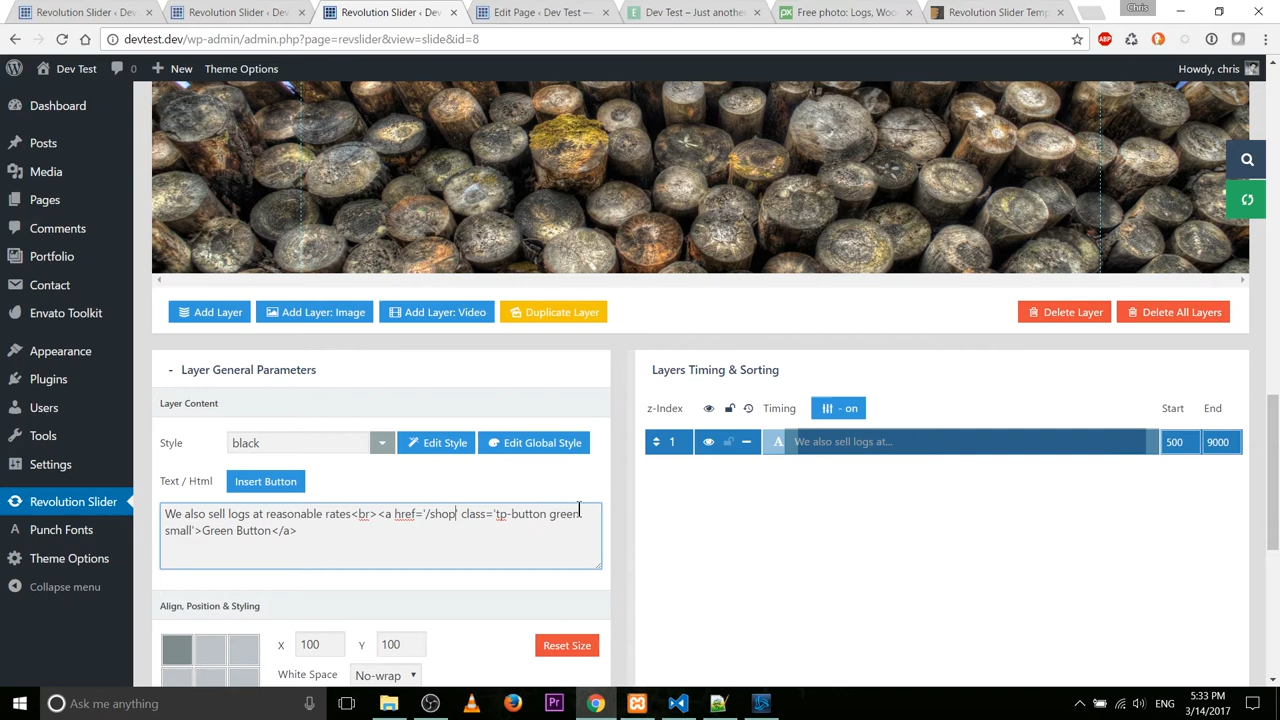 Revolution Slider ‹ Dev
Revolution Slider ‹ Dev
Revolution Slider ‹ Dev
Edit Page ‹ Dev Test —
Dev Test – Just another
Free photo: Logs, Woo
Revolution Slider Temp
Chris
devtest.dev/wp-admin/admin.php?page=revslider&view=slide&id=8
Dev Test
0
New
Theme Options
Howdy, chris
Dashboard
Posts
Media
Pages
Comments
Portfolio
Contact
Envato Toolkit
Appearance
Plugins
Users
Tools
Settings
Revolution Slider
Punch Fonts
Theme Options
Collapse menu
Add Layer
Add Layer: Image
Add Layer: Video
Duplicate Layer
Delete Layer
Delete All Layers
- Layer General Parameters
Layer Content
Style
black
Edit Style
Edit Global Style
Text / Html
Insert Button
We also sell logs at reasonable rates<br><a href='/shop' class='tp-button green
small'>Green Button</a>
Align, Position & Styling
X
100
Y
100
Reset Size
White Space
No-wrap
Layers Timing & Sorting
z-Index
Timing
- on
Start
End
1
A
We also sell logs at...
500
9000
Ask me anything
ENG
5:33 PM
3/14/2017